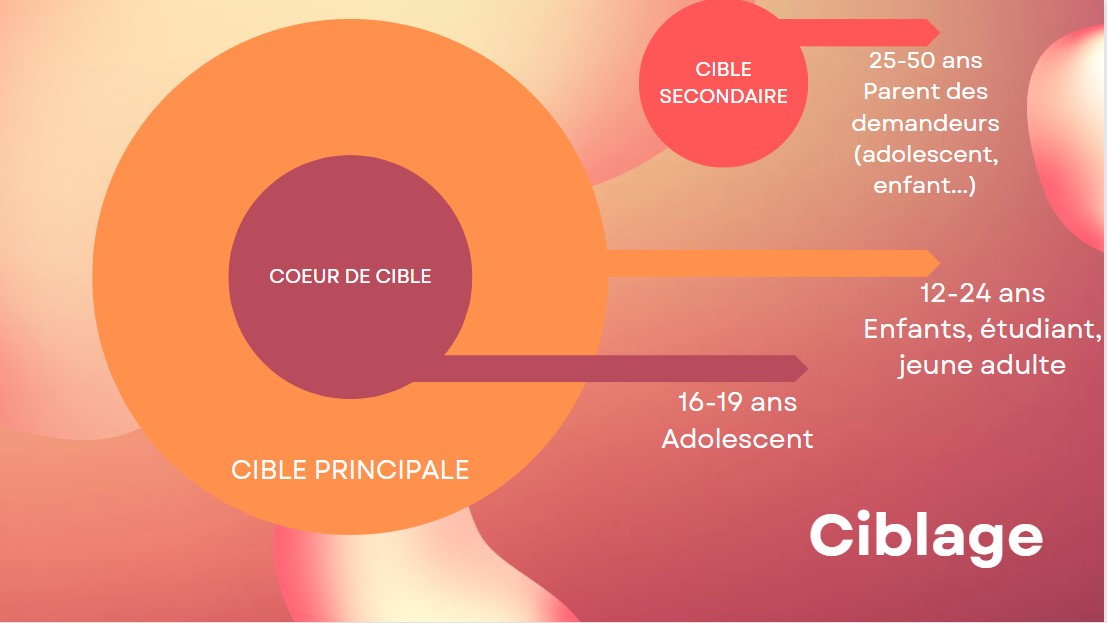 CIBLE
SECONDAIRE
25-50 ans
Parent des
demandeurs
(adolescent,
enfant...)
COEUR DE CIBLE
12-24 ans
Enfants, étudiant,
jeune adulte
16-19 ans
Adolescent
CIBLE PRINCIPALE
Ciblage